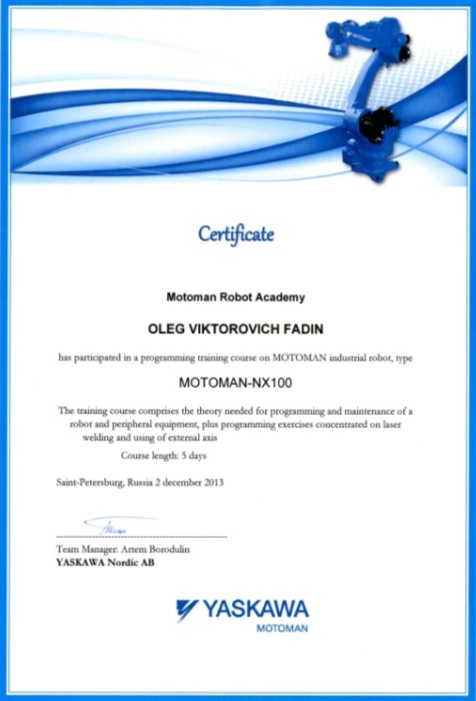 MOTOMAN
Certificate
Motoman Robot Academy
OLEG VIKTOROVICH FADIN
has participated in a programming training course on MOTOMAN industrial robot, type
MOTOMAN-NX100
The training course comprises the theory needed for programming and maintenance of a
robot and peripheral equipment, plus programming exercises concentrated on laser
welding and using of external axis
Course length: 5 days
Saint-Petersburg, Russia 2 december 2013
Team Manager: Artem Borodulin
YASKAWA Nordic AB
YASKAWA
MOTOMAN